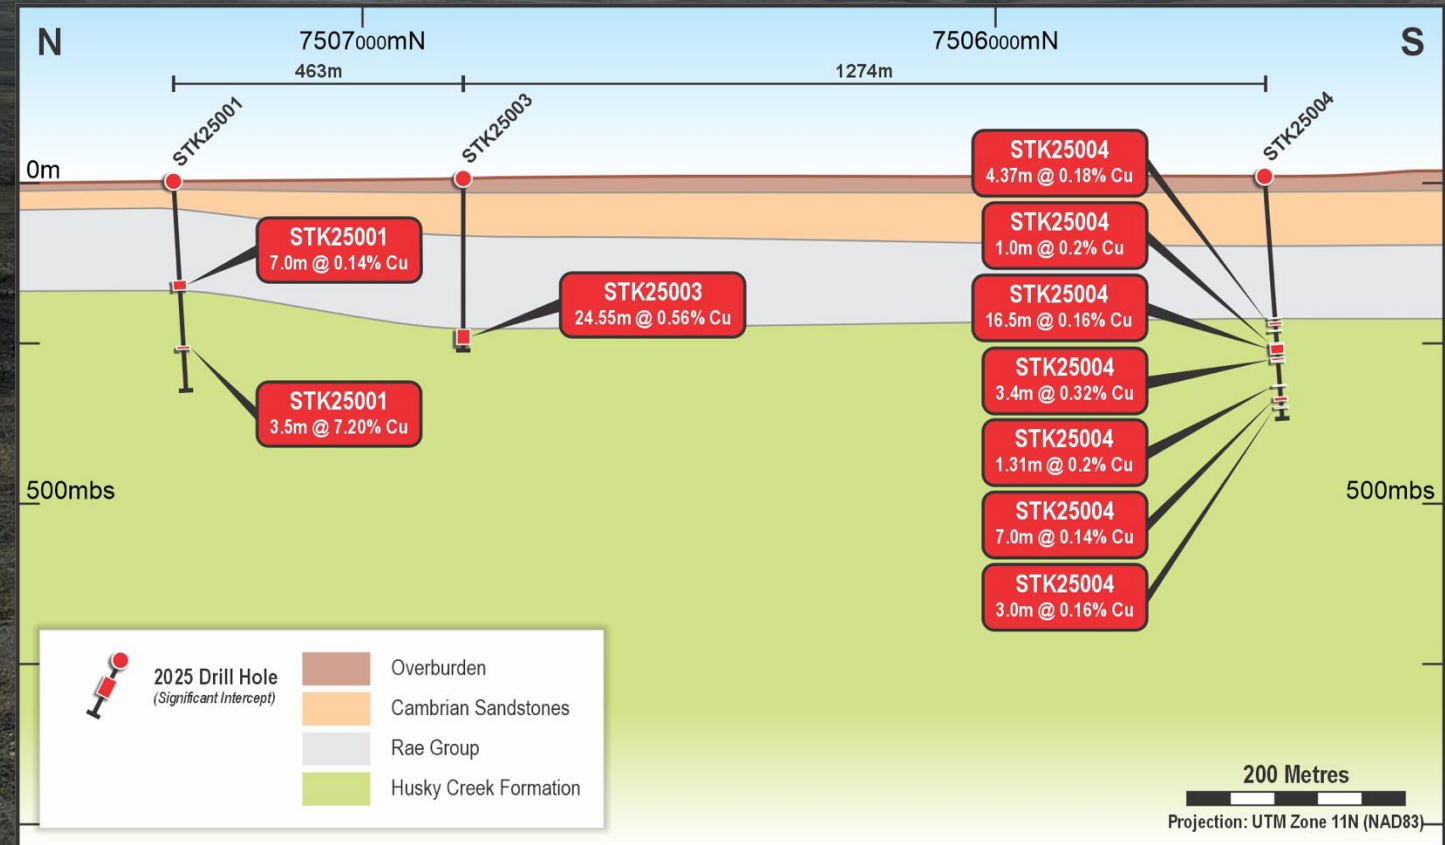 N
7507000mN
7506000mN
S
463m
1274m
STK25001
STK25003
STK25004
0m
STK25001
7.0m @ 0.14% Cu
STK25003
24.55m @ 0.56% Cu
STK25001
3.5m @ 7.20% Cu
STK25004
4.37m @ 0.18% Cu
STK25004
1.0m @ 0.2% Cu
STK25004
16.5m @ 0.16% Cu
STK25004
3.4m @ 0.32% Cu
STK25004
1.31m @ 0.2% Cu
STK25004
7.0m @ 0.14% Cu
STK25004
3.0m @ 0.16% Cu
500mbs
500mbs
2025 Drill Hole
(Significant Intercept)
Overburden
Cambrian Sandstones
Rae Group
Husky Creek Formation
200 Metres
Projection: UTM Zone 11N (NAD83)